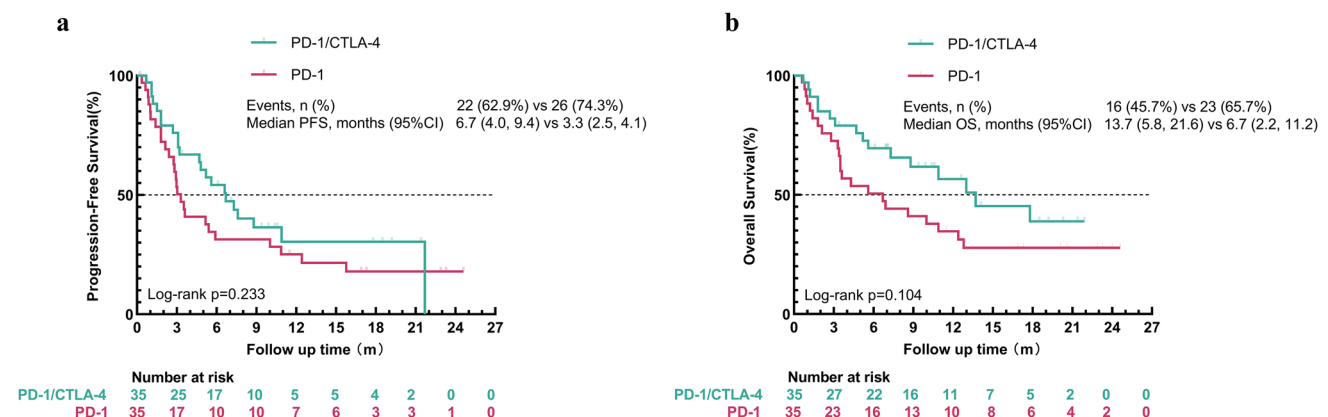 a
PD-1/CTLA-4
PD-1
Events, n (%) 22 (62.9%) vs 26 (74.3%)
Median PFS, months (95%CI) 6.7 (4.0, 9.4) vs 3.3 (2.5, 4.1)
Progression-Free Survival(%)
100
50
0
Log-rank p=0.233
0 3 6 9 12 15 18 21 24 27
Follow up time（m）
Number at risk
PD-1/CTLA-4 35 25 17 10 5 5 4 2 0 0
PD-1 35 17 10 10 7 6 3 3 1 0
b
PD-1/CTLA-4
PD-1
Events, n (%) 16 (45.7%) vs 23 (65.7%)
Median OS, months (95%CI) 13.7 (5.8, 21.6) vs 6.7 (2.2, 11.2)
Overall Survival(%)
100
50
0
Log-rank p=0.104
0 3 6 9 12 15 18 21 24 27
Follow up time（m）
Number at risk
PD-1/CTLA-4 35 27 22 16 11 7 5 2 0 0
PD-1 35 23 16 13 10 8 6 4 2 0